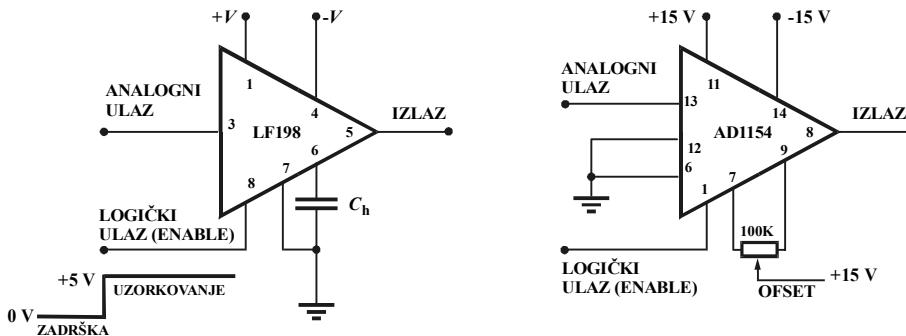 +V
-V
1
4
ANALOGNI
ULAZ
3
LF198
5
IZLAZ
6
7
8
C_h
LOGIČKI
ULAZ (ENABLE)
+5 V
UZORKOVANJE
0 V
ZADRŠKA
+15 V
-15 V
11
ANALOGNI
ULAZ
13
14
IZLAZ
AD1154
8
12
9
6
7
1
100K
LOGIČKI
ULAZ (ENABLE)
+15 V
OFSET